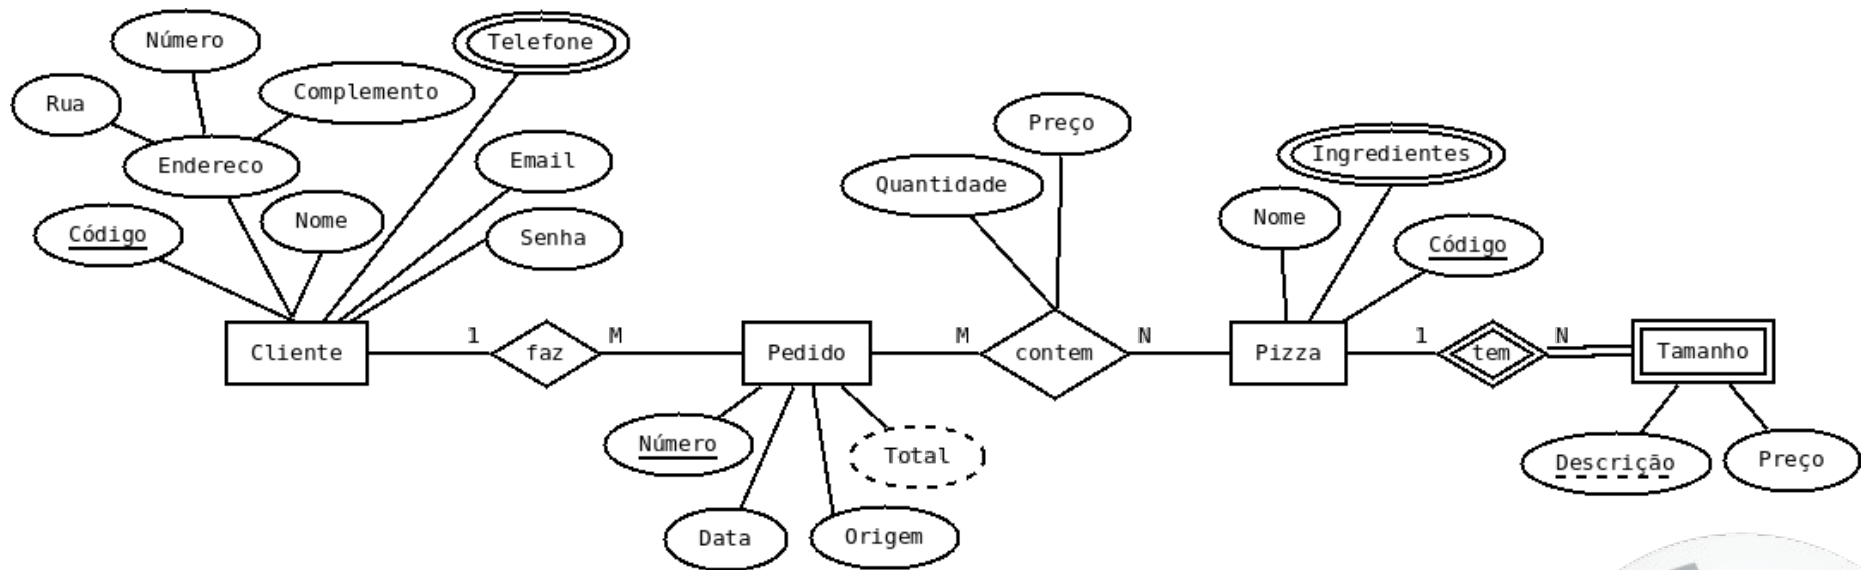 Número
Telefone
Rua
Complemento
Preço
Endereco
Email
Ingredientes
Quantidade
Código
Nome
Senha
Nome
Código
Cliente
1
faz
M
Pedido
M
contem
N
Pizza
1
tem
N
Tamanho
Número
Total
Descrição
Preço
Data
Origem